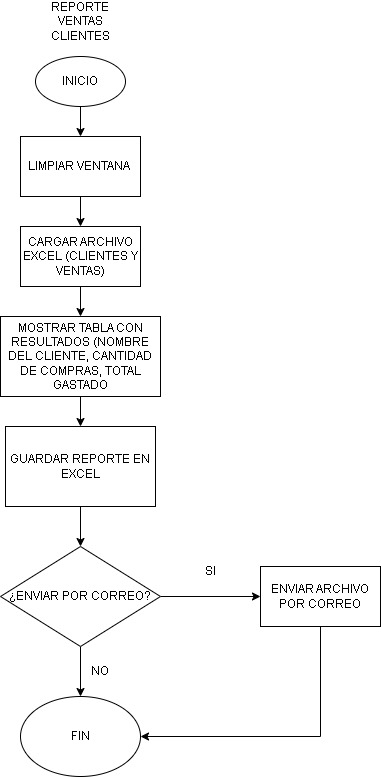 REPORTE
VENTAS
CLIENTES
INICIO
LIMPIAR VENTANA
CARGAR ARCHIVO
EXCEL (CLIENTES Y
VENTAS)
MOSTRAR TABLA CON
RESULTADOS (NOMBRE
DEL CLIENTE, CANTIDAD
DE COMPRAS, TOTAL
GASTADO
GUARDAR REPORTE EN
EXCEL
¿ENVIAR POR CORREO?
SI
ENVIAR ARCHIVO
POR CORREO
NO
FIN